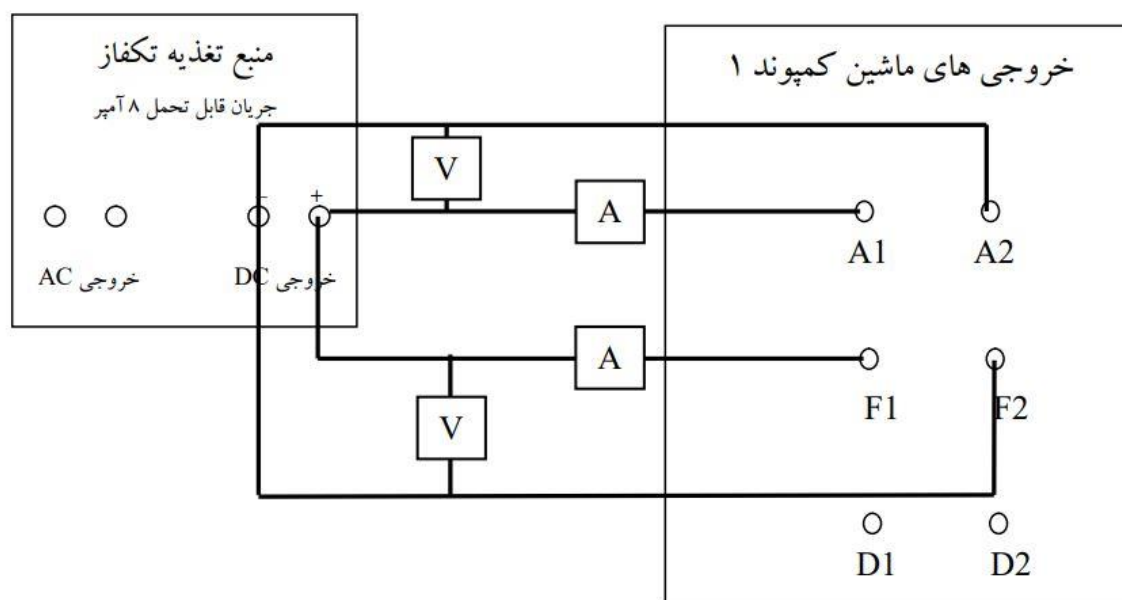 منبع تغذیه تکفاز
جریان قابل تحمل ۸ آمپر
خروجی های ماشین کمپوند ۱
V
− +
A
A1 A2
خروجی AC
خروجی DC
A
F1 F2
V
D1 D2